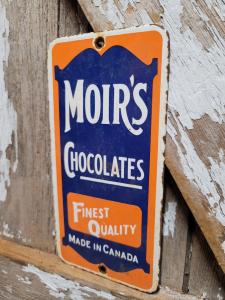 MOIR'S
CHOCOLATES
FINEST
QUALITY
MADE IN CANADA